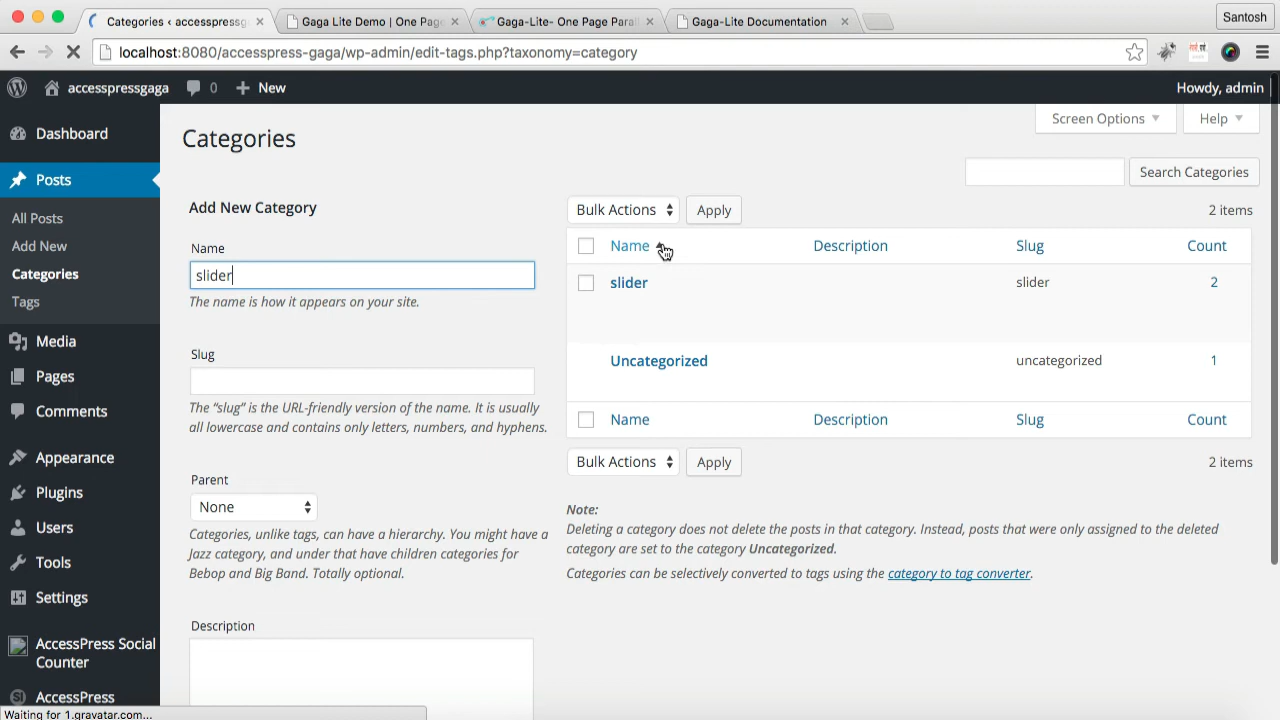 Categories ‹ accesspressg
Gaga Lite Demo | One Page
Gaga-Lite- One Page Paral
Gaga-Lite Documentation
Santosh
localhost:8080/accesspress-gaga/wp-admin/edit-tags.php?taxonomy=category
accesspressgaga
0
New
Howdy, admin
Dashboard
Posts
All Posts
Add New
Categories
Tags
Media
Pages
Comments
Appearance
Plugins
Users
Tools
Settings
AccessPress Social
Counter
AccessPress
Categories
Screen Options
Help
Search Categories
Add New Category
Name
slider
The name is how it appears on your site.
Slug
The “slug” is the URL-friendly version of the name. It is usually
all lowercase and contains only letters, numbers, and hyphens.
Parent
None
Categories, unlike tags, can have a hierarchy. You might have a
Jazz category, and under that have children categories for
Bebop and Big Band. Totally optional.
Description
Bulk Actions Apply 2 items
Name Description Slug Count
slider slider 2
Uncategorized uncategorized 1
Name Description Slug Count
Bulk Actions Apply 2 items
Note:
Deleting a category does not delete the posts in that category. Instead, posts that were only assigned to the deleted
category are set to the category Uncategorized.
Categories can be selectively converted to tags using the category to tag converter.
Waiting for 1.gravatar.com...